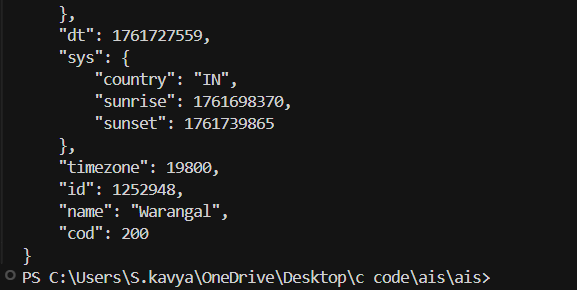 },
"dt": 1761727559,
"sys": {
"country": "IN",
"sunrise": 1761698370,
"sunset": 1761739865
},
"timezone": 19800,
"id": 1252948,
"name": "Warangal",
"cod": 200
}
PS C:\Users\S.kavya\OneDrive\Desktop\c code\ais\ais>